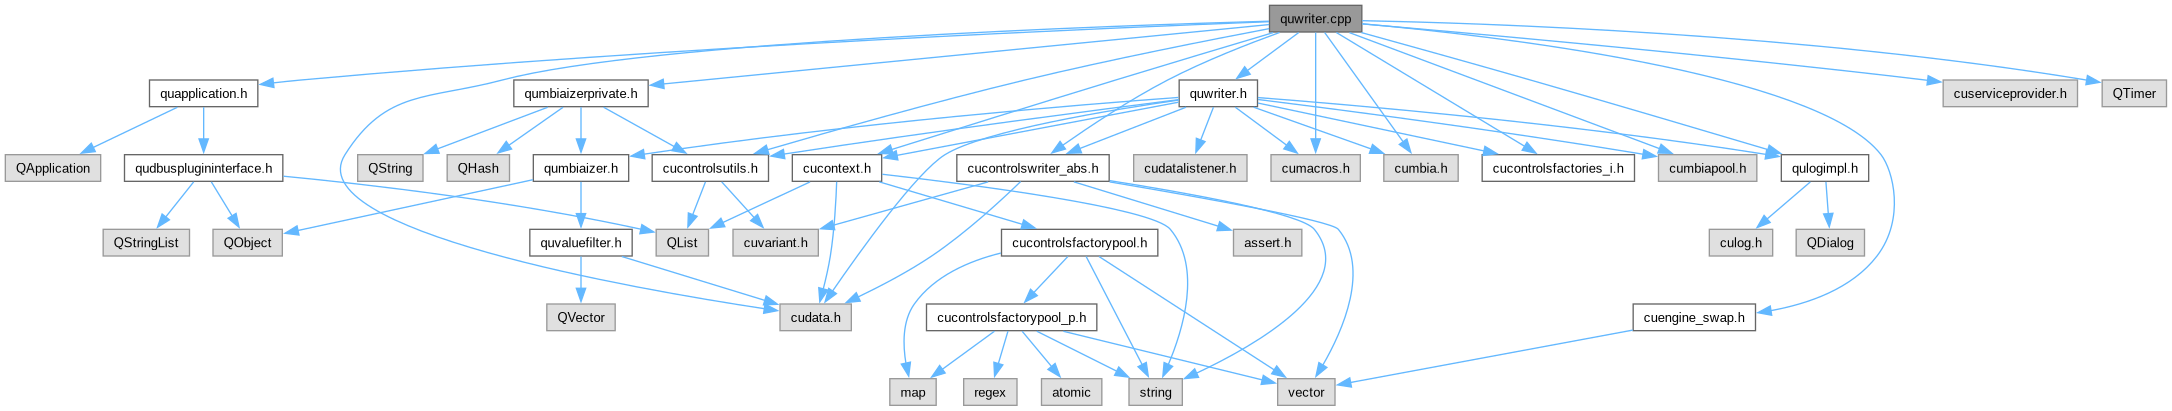 quwriter.cpp
quapplication.h
qumbiaizerprivate.h
quwriter.h
cuserviceprovider.h
QTimer
QApplication
qudbusplugininterface.h
QString
QHash
qumbiaizer.h
cucontrolsutils.h
cucontext.h
cucontrolswriter_abs.h
cudatalistener.h
cumacros.h
cumbia.h
cucontrolsfactories_i.h
cumbiapool.h
qulogimpl.h
QStringList
QObject
quvaluefilter.h
QList
cuvariant.h
cucontrolsfactorypool.h
assert.h
culog.h
QDialog
QVector
cudata.h
cucontrolsfactorypool_p.h
cuengine_swap.h
map
regex
atomic
string
vector